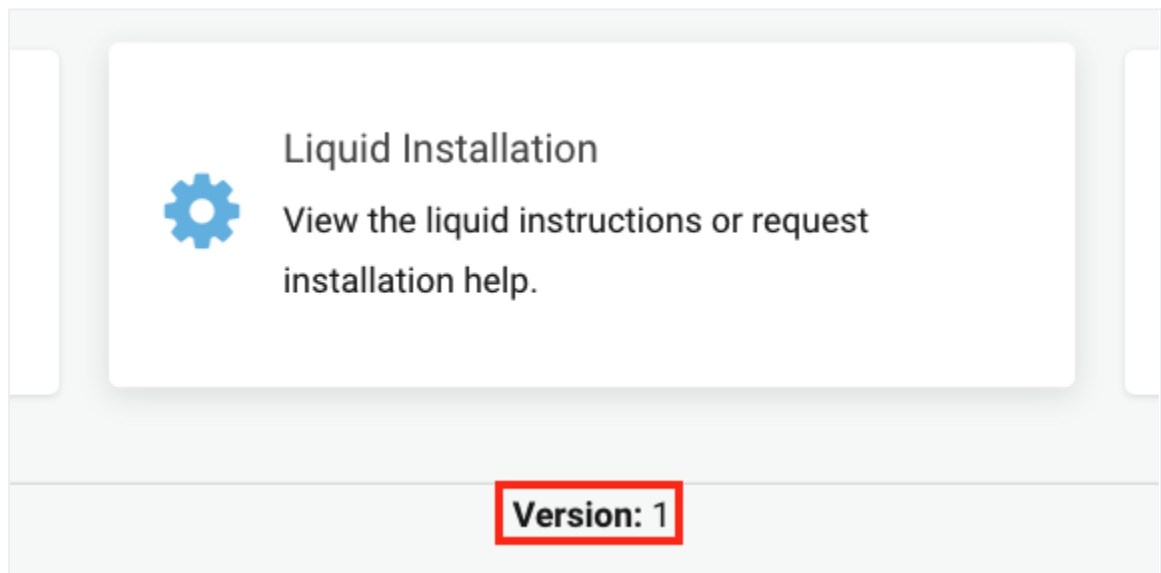 Liquid Installation
View the liquid instructions or request
installation help.
Version: 1